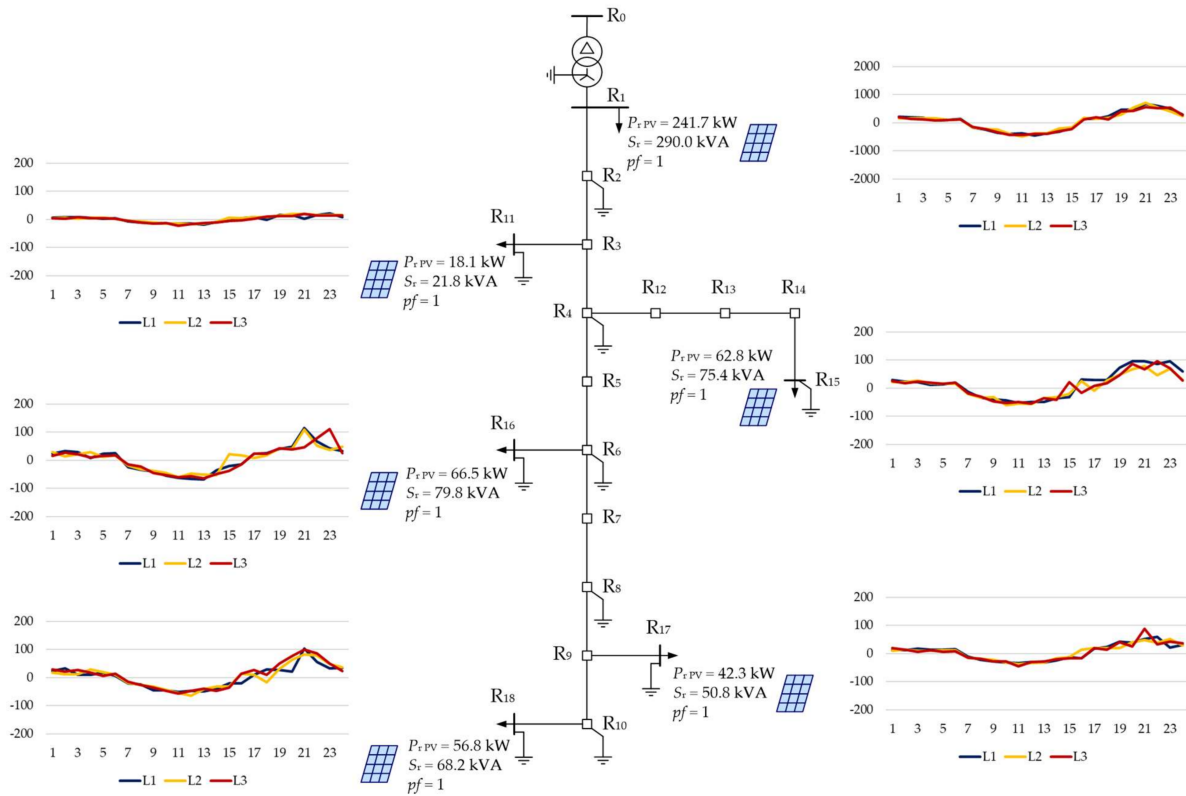 R0
R1
Pr PV = 241.7 kW
Sr = 290.0 kVA
pf = 1
R2
R11
R3
Pr PV = 18.1 kW
Sr = 21.8 kVA
pf = 1
R4
R12
R13
R14
Pr PV = 62.8 kW
Sr = 75.4 kVA
pf = 1
R15
R5
R16
R6
Pr PV = 66.5 kW
Sr = 79.8 kVA
pf = 1
R7
R8
R9
R17
Pr PV = 42.3 kW
Sr = 50.8 kVA
pf = 1
R18
R10
Pr PV = 56.8 kW
Sr = 68.2 kVA
pf = 1
200
100
0
-100
-200
1 3 5 7 9 11 13 15 17 19 21 23
L1 L2 L3
200
100
0
-100
-200
1 3 5 7 9 11 13 15 17 19 21 23
L1 L2 L3
200
100
0
-100
-200
1 3 5 7 9 11 13 15 17 19 21 23
L1 L2 L3
2000
1000
0
-1000
-2000
1 3 5 7 9 11 13 15 17 19 21 23
L1 L2 L3
200
100
0
-100
-200
1 3 5 7 9 11 13 15 17 19 21 23
L1 L2 L3
200
100
0
-100
-200
1 3 5 7 9 11 13 15 17 19 21 23
L1 L2 L3